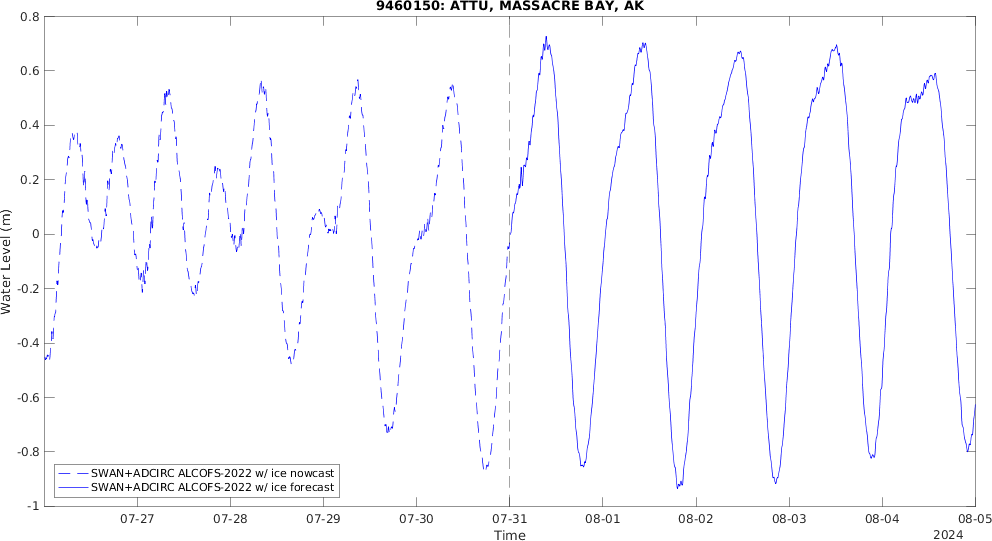 9460150: ATTU, MASSACRE BAY, AK
Water Level (m)
0.8
0.6
0.4
0.2
0
-0.2
-0.4
-0.6
-0.8
-1
SWAN+ADCIRC ALCOFS-2022 w/ ice nowcast
SWAN+ADCIRC ALCOFS-2022 w/ ice forecast
07-27 07-28 07-29 07-30 07-31 08-01 08-02 08-03 08-04 08-05
Time
2024